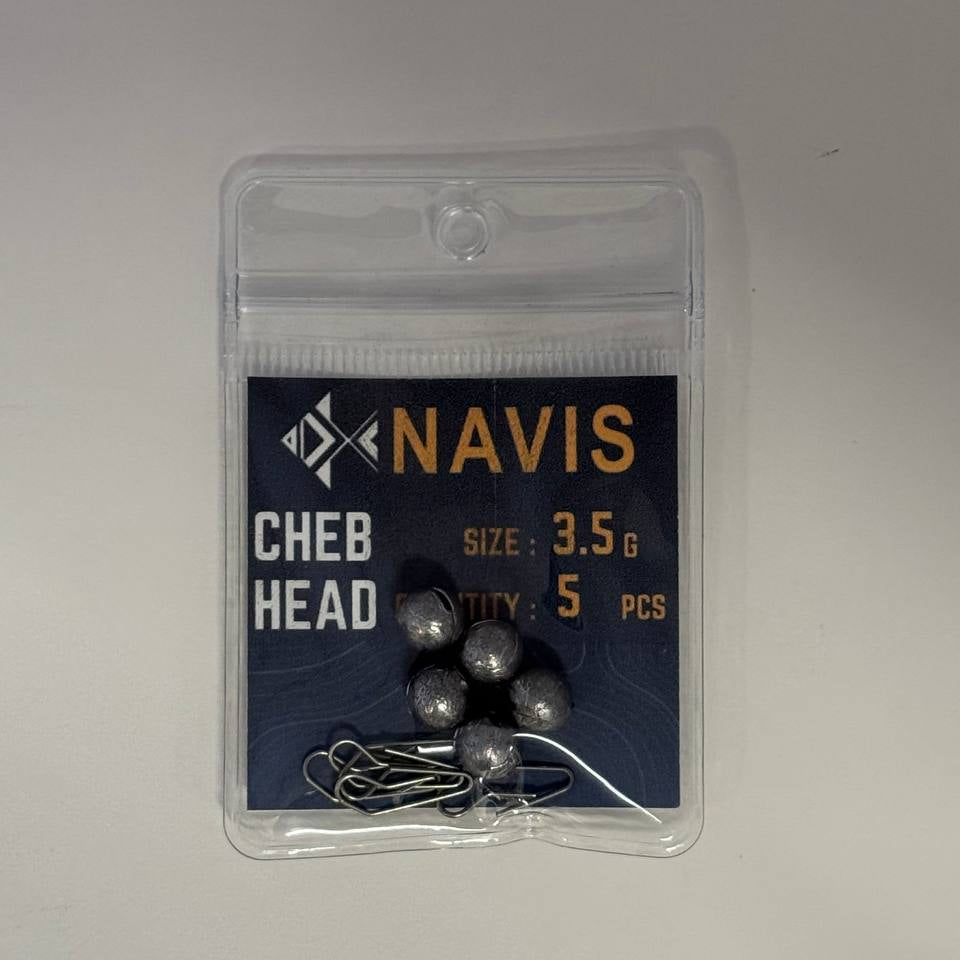 NAVIS
CHEB
HEAD
SIZE : 3.5 G
: 5 PCS